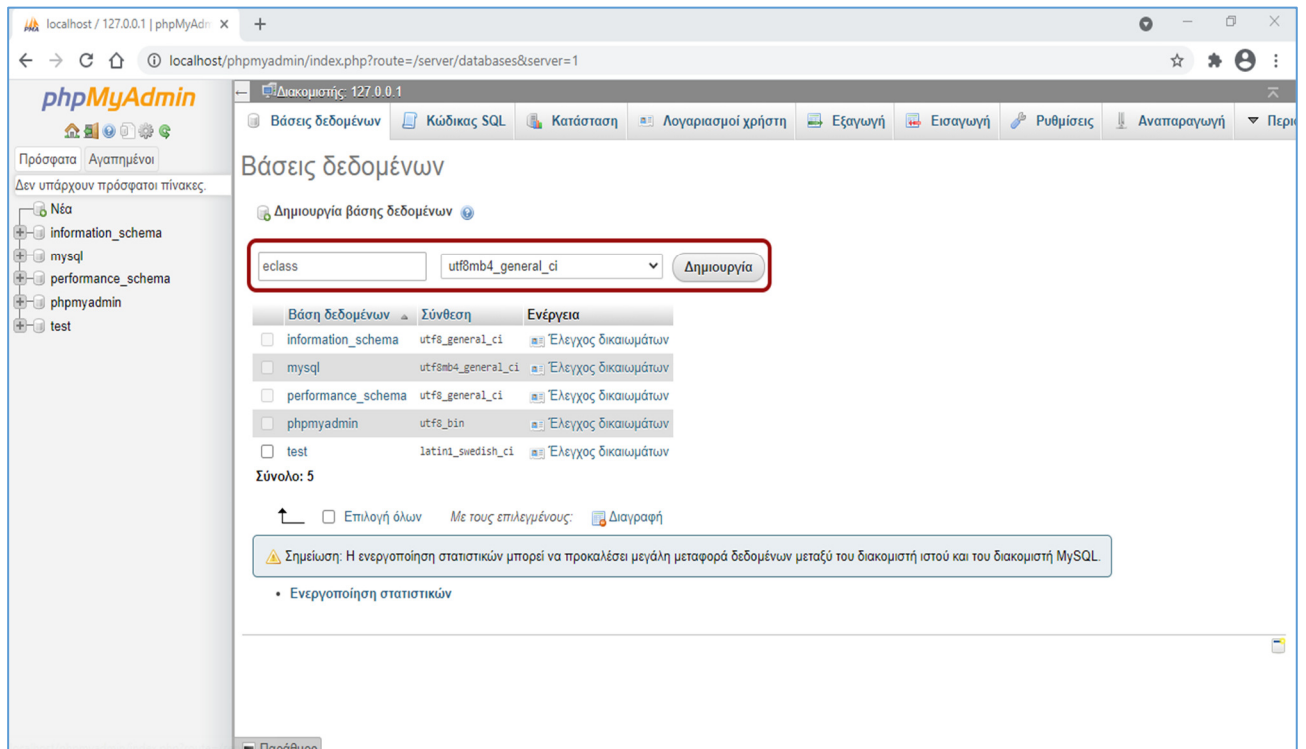 localhost / 127.0.0.1 | phpMyAdm
localhost/phpmyadmin/index.php?route=/server/databases&server=1
phpMyAdmin
Πρόσφατα Αγαπημένοι
Δεν υπάρχουν πρόσφατοι πίνακες.
Νέα
information_schema
mysql
performance_schema
phpmyadmin
test
Διακομιστής: 127.0.0.1
Βάσεις δεδομένων Κώδικας SQL Κατάσταση Λογαριασμοί χρήστη Εξαγωγή Εισαγωγή Ρυθμίσεις Αναπαραγωγή Περι
Βάσεις δεδομένων
Δημιουργία βάσης δεδομένων
eclass utf8mb4_general_ci Δημιουργία
Βάση δεδομένων Σύνθεση Ενέργεια
information_schema utf8_general_ci Έλεγχος δικαιωμάτων
mysql utf8mb4_general_ci Έλεγχος δικαιωμάτων
performance_schema utf8_general_ci Έλεγχος δικαιωμάτων
phpmyadmin utf8_bin Έλεγχος δικαιωμάτων
test latin1_swedish_ci Έλεγχος δικαιωμάτων
Σύνολο: 5
Επιλογή όλων Με τους επιλεγμένους: Διαγραφή
Σημείωση: Η ενεργοποίηση στατιστικών μπορεί να προκαλέσει μεγάλη μεταφορά δεδομένων μεταξύ του διακομιστή ιστού και του διακομιστή MySQL.
• Ενεργοποίηση στατιστικών